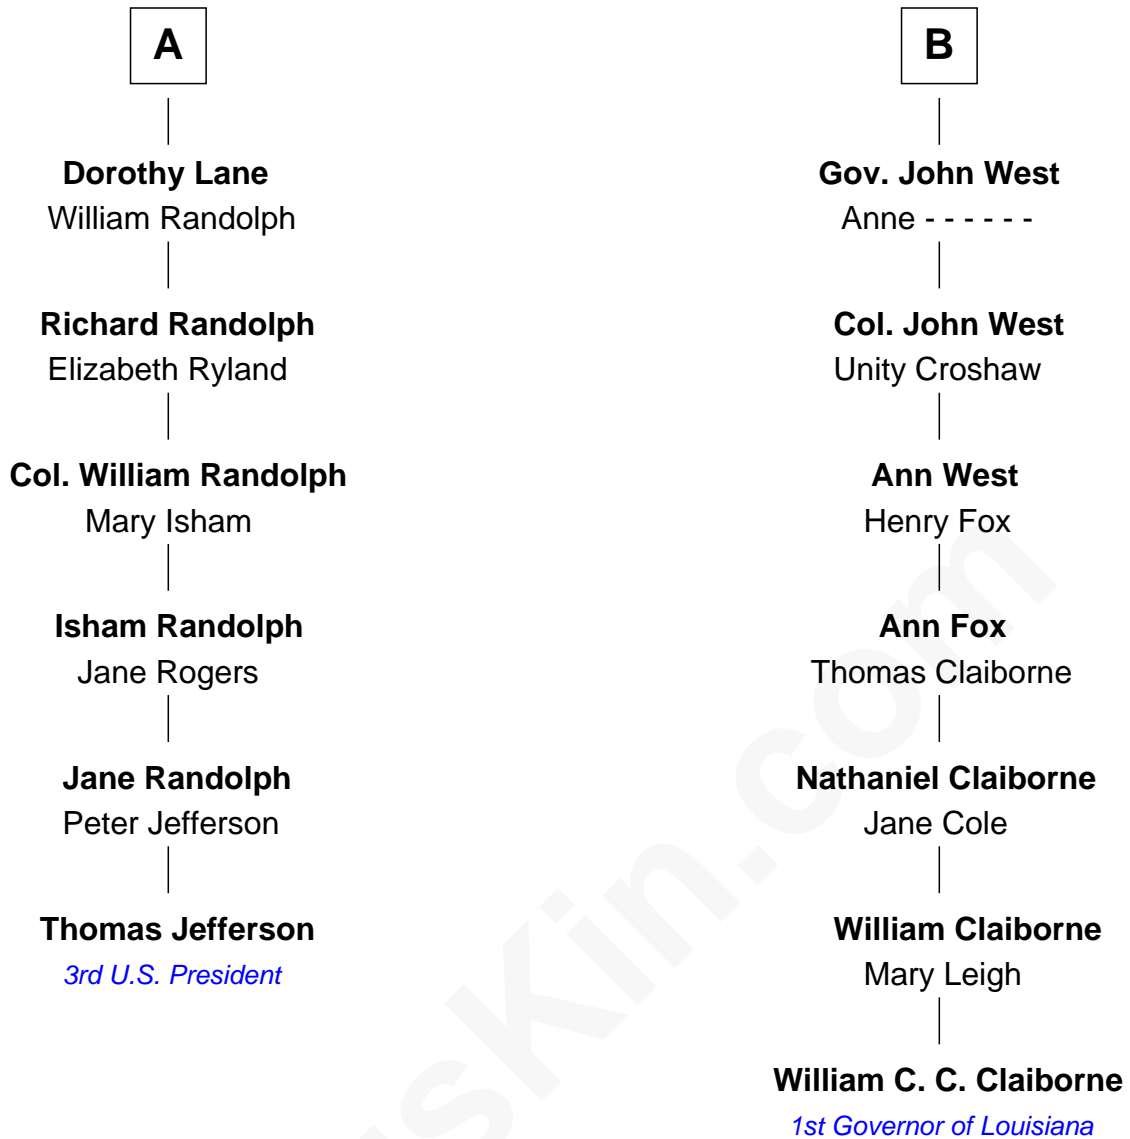 A
Dorothy Lane
William Randolph
Richard Randolph
Elizabeth Ryland
Col. William Randolph
Mary Isham
Isham Randolph
Jane Rogers
Jane Randolph
Peter Jefferson
Thomas Jefferson
3rd U.S. President
B
Gov. John West
Anne - - - - - -
Col. John West
Unity Croshaw
Ann West
Henry Fox
Ann Fox
Thomas Claiborne
Nathaniel Claiborne
Jane Cole
William Claiborne
Mary Leigh
William C. C. Claiborne
1st Governor of Louisiana
sKin.com